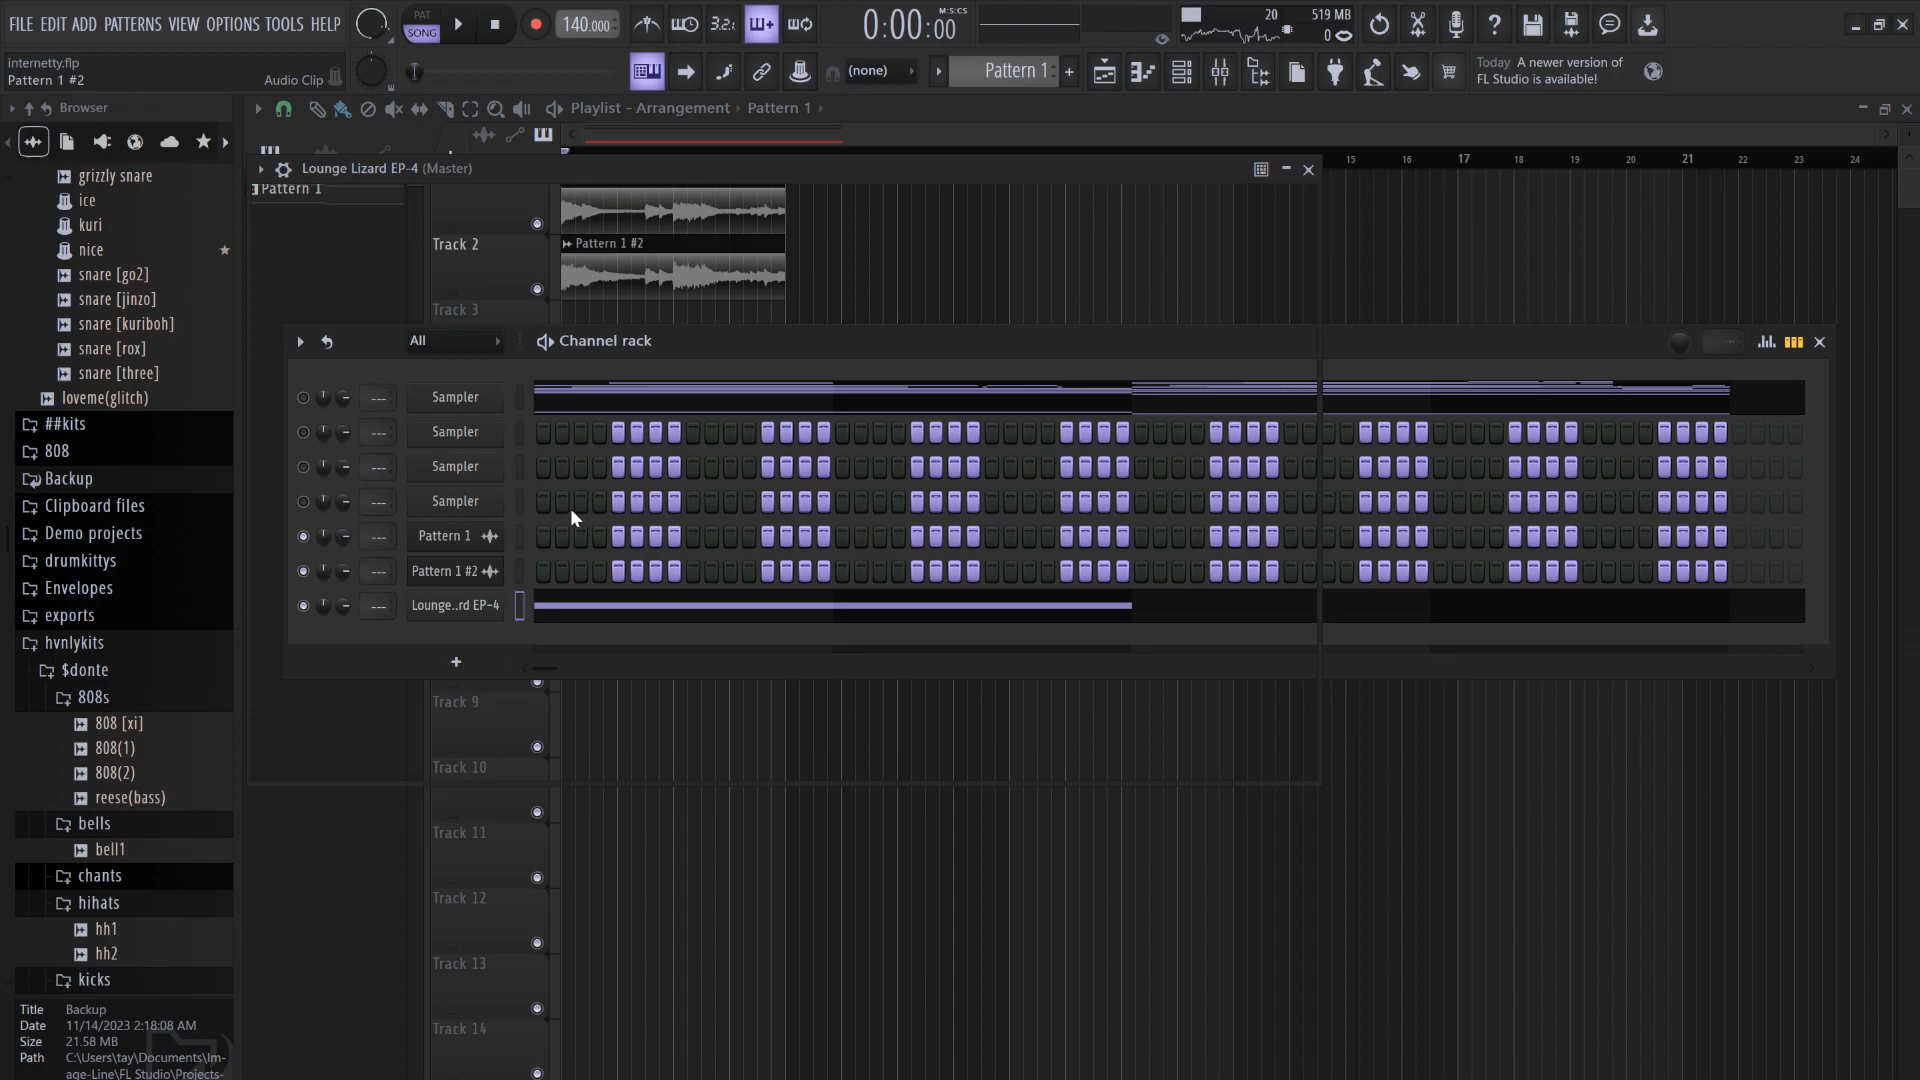 FILE EDIT ADD PATTERNS VIEW OPTIONS TOOLS HELP
PAT
SONG
140.000
3.2.
0:00:00
M:S:CS
20
519 MB
0
internetty.flp
Pattern 1 #2
Audio Clip
(none)
Pattern 1
+
Today A newer version of
FL Studio is available!
Browser
Playlist - Arrangement
Pattern 1
15 16 17 18 19 20 21 22 23 24
grizzly snare
ice
kuri
nice
snare [go2]
snare [jinzo]
snare [kuriboh]
snare [rox]
snare [three]
loveme(glitch)
##kits
808
Backup
Clipboard files
Demo projects
drumkittys
Envelopes
exports
hvnlykits
$donte
808s
808 [xi]
808(1)
808(2)
reese(bass)
bells
bell1
chants
hihats
hh1
hh2
kicks
Title Backup
Date 11/14/2023 2:18:08 AM
Size 21.58 MB
Path C:\Users\tay\Documents\Im-
age-Line\FL Studio\Projects-
Lounge Lizard EP-4 (Master)
Pattern 1
Track 2
Pattern 1 #2
Track 3
All
Channel rack
--- Sampler
--- Sampler
--- Sampler
--- Sampler
--- Pattern 1
--- Pattern 1 #2
--- Lounge..rd EP-4
+
Track 9
Track 10
Track 11
Track 12
Track 13
Track 14